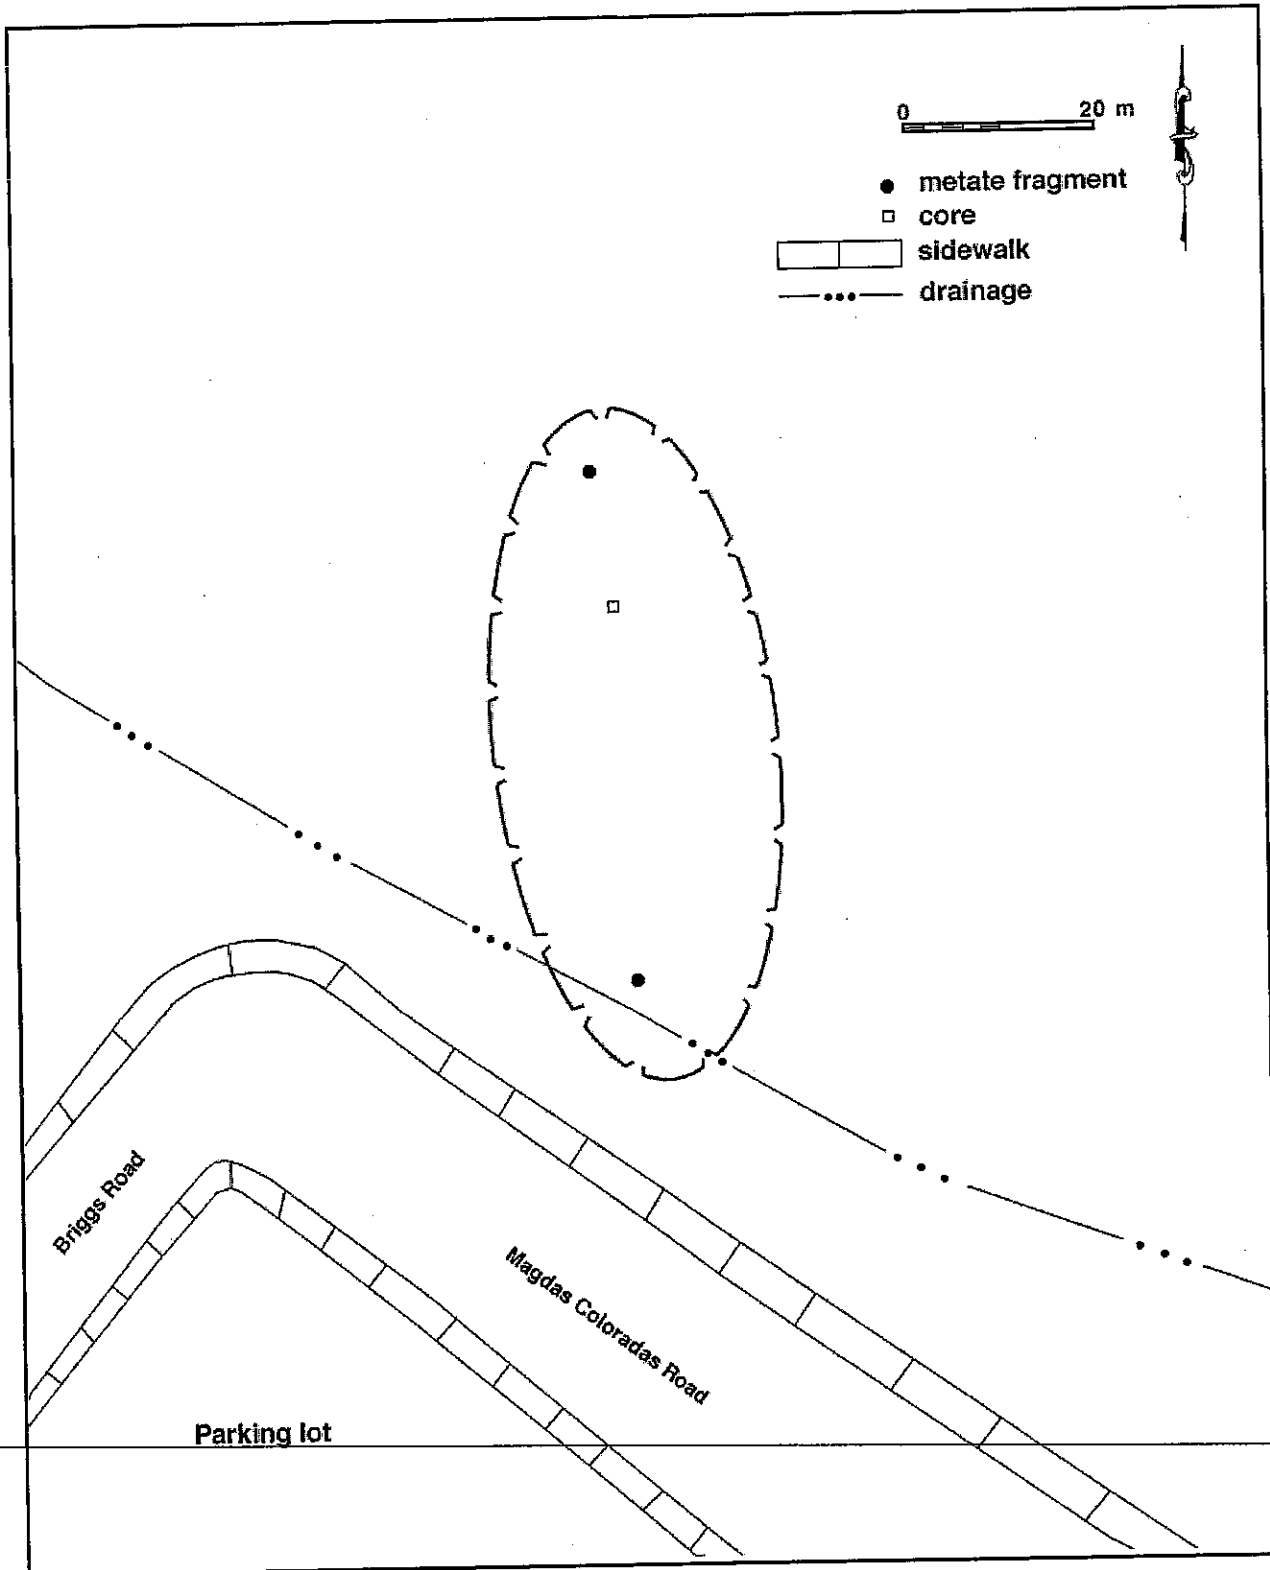 0 20 m
metate fragment
core
sidewalk
drainage
Briggs Road
Magdas Coloradas Road
Parking lot